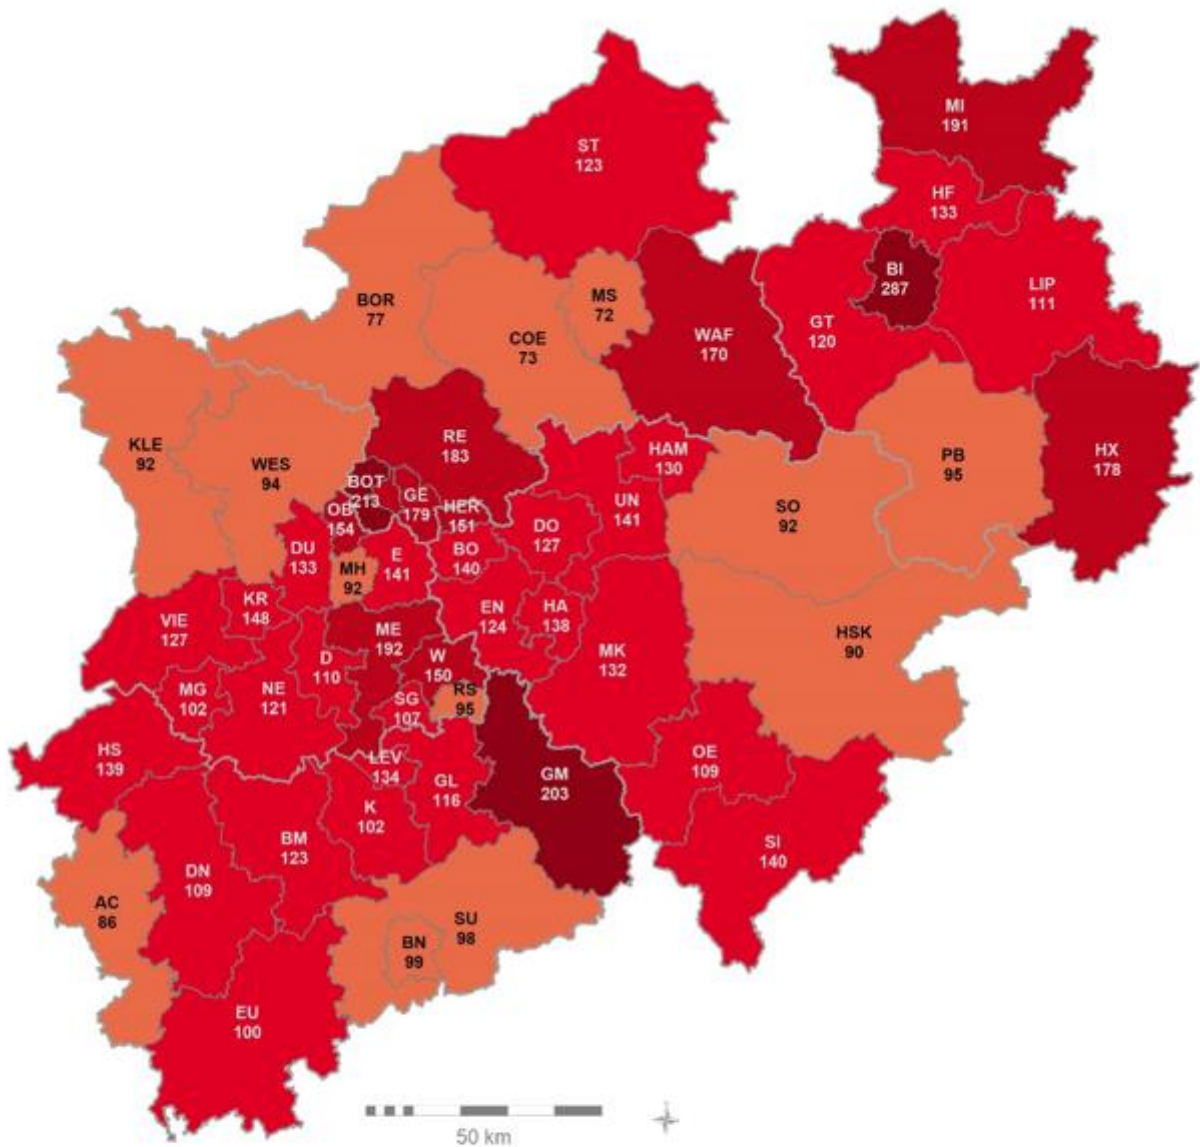 MI
191
ST
123
HF
133
BI
287
LIP
111
BOR
77
MS
72
COE
73
WAF
170
GT
120
KLE
92
WES
94
RE
183
HAM
130
PB
95
HX
178
BOT
213
GE
179
OB
154
HER
151
UN
141
SO
92
DO
127
DU
133
MH
92
E
141
BO
140
VIE
127
KR
148
EN
124
HA
138
ME
192
D
110
W
150
MK
132
HSK
90
MG
102
NE
121
SG
107
RS
95
HS
139
LEV
134
GL
116
GM
203
OE
109
K
102
BM
123
SI
140
DN
109
AC
86
SU
98
BN
99
EU
100
50 km